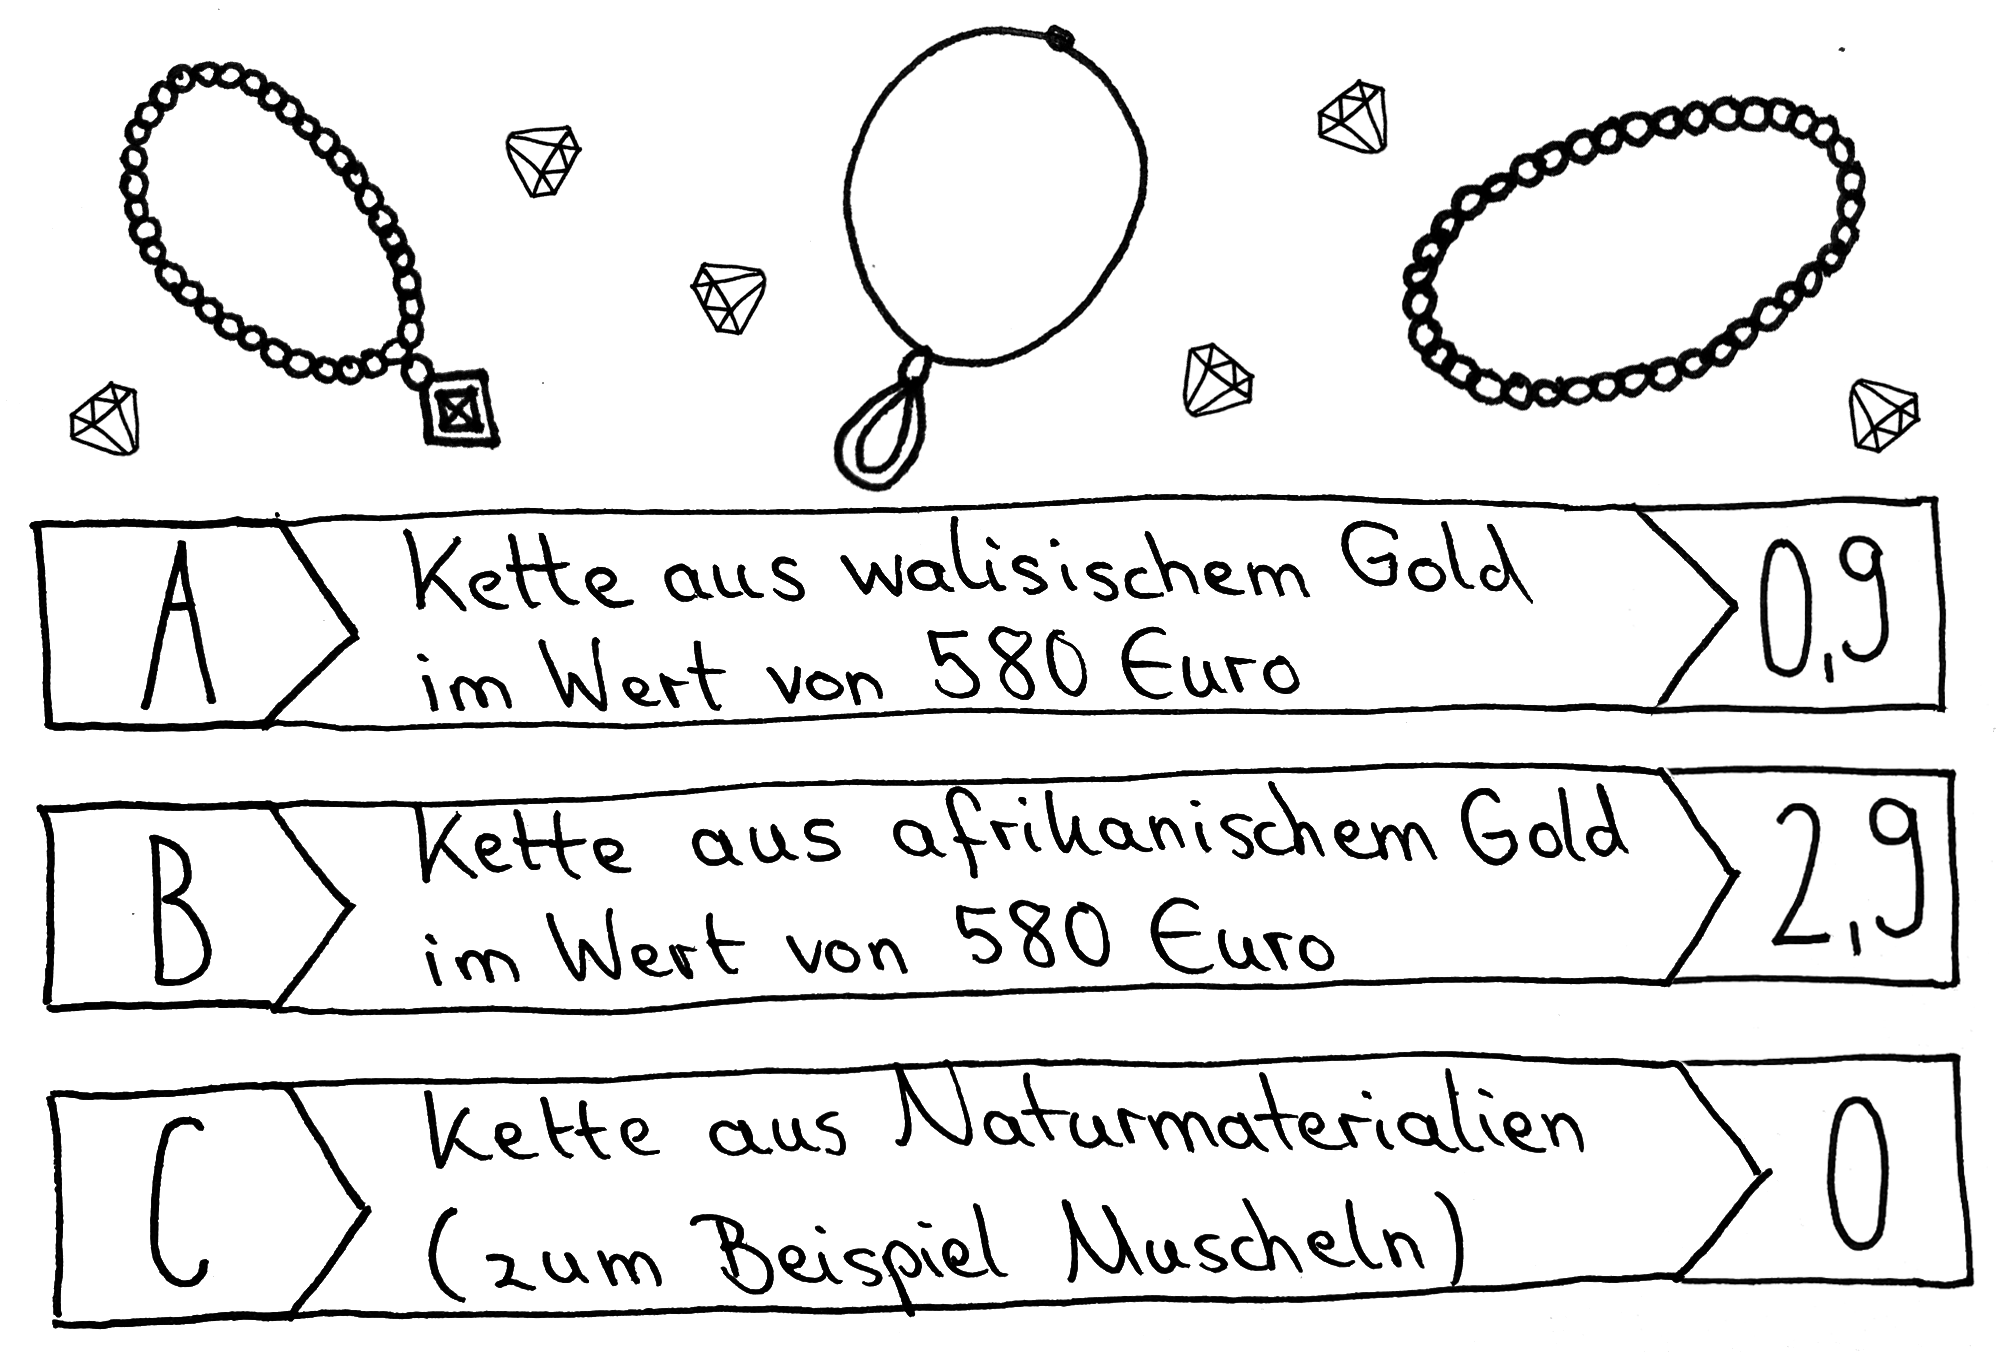 A
Kette aus walisischem Gold
im Wert von 580 Euro
0,9
B
Kette aus afrikanischem Gold
im Wert von 580 Euro
2,9
C
Kette aus Naturmaterialien
(zum Beispiel Muscheln)
0